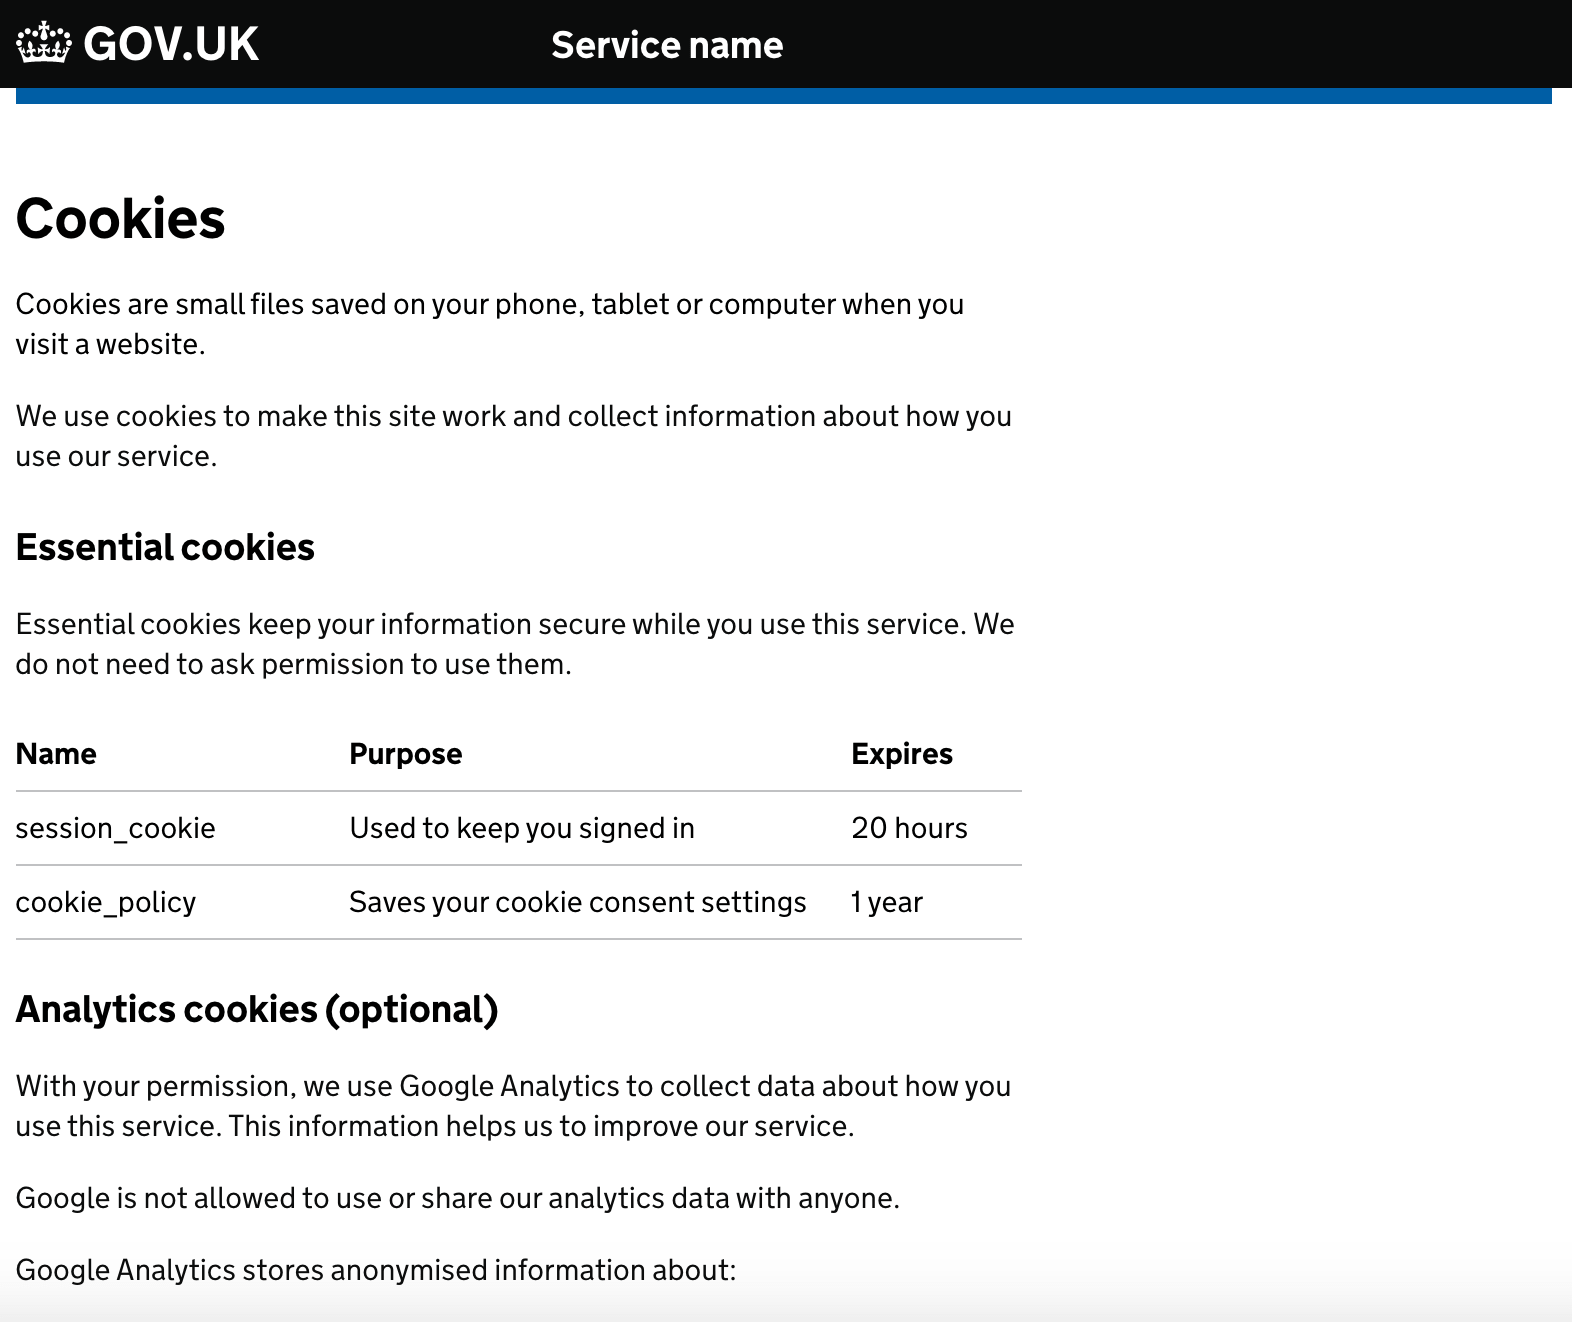 GOV.UK Service name
Cookies
Cookies are small files saved on your phone, tablet or computer when you
visit a website.
We use cookies to make this site work and collect information about how you
use our service.
Essential cookies
Essential cookies keep your information secure while you use this service. We
do not need to ask permission to use them.
Name Purpose Expires
session_cookie Used to keep you signed in 20 hours
cookie_policy Saves your cookie consent settings 1 year
Analytics cookies (optional)
With your permission, we use Google Analytics to collect data about how you
use this service. This information helps us to improve our service.
Google is not allowed to use or share our analytics data with anyone.
Google Analytics stores anonymised information about: